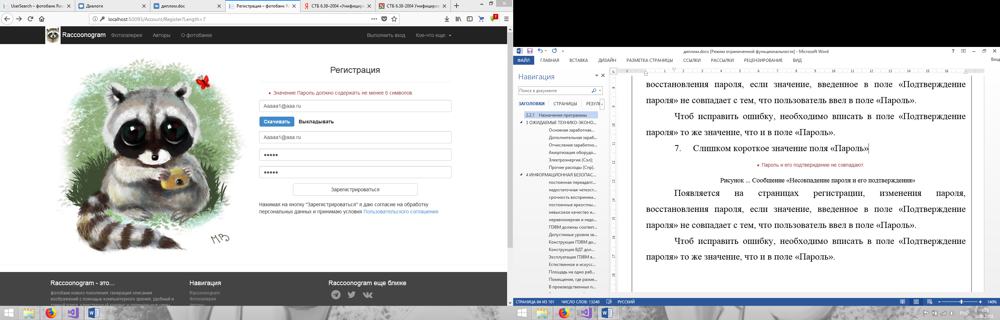 UserSearch – фотобанк Racc
Диалоги
диплом.doc
Регистрация – фотобанк Ra
СТБ 6.38–2004 «Унифициро
СТБ 6.38-2004 Унифициров
localhost:50093/Account/Register?Length=7
Raccoonogram
Фотогалерея
Авторы
О фотобанке
Выполнить вход
Кое-что еще:
Регистрация
Значение Пароль должно содержать не менее 6 символов.
Aaaaa1@aaa.ru
Скачивать
Выкладывать
Aaaaa1@aaa.ru
Зарегистрироваться
Нажимая на кнопку "Зарегистрироваться" я даю согласие на обработку
персональных данных и принимаю условия Пользовательского соглашения
МВ
Raccoonogram - это...
фотобанк нового поколения: генерация описания
изображений с помощью компьютерного зрения, удобный и
точный поиск, качественный контент и оптимальные цены
Навигация
Raccoonogram
Фотогалерея
Авторы
Raccoonogram еще ближе
диплом.docx [Режим ограниченной функциональности] - Microsoft Word
ФАЙЛ
ГЛАВНАЯ
ВСТАВКА
ДИЗАЙН
РАЗМЕТКА СТРАНИЦЫ
ССЫЛКИ
РАССЫЛКИ
РЕЦЕНЗИРОВАНИЕ
ВИД
Вход
Навигация
Поиск в документе
ЗАГОЛОВКИ
СТРАНИЦЫ
РЕЗУЛЬ
2.2.1 Назначение программы
3 ОЖИДАЕМЫЕ ТЕХНИКО-ЭКОНО...
Основная заработная...
Дополнительная зараб...
Отчисления заработно...
Амортизация оборудо...
Электроэнергия (Сэл);
Прочие расходы (Спр).
4 ИНФОРМАЦИОННАЯ БЕЗОПАС...
постоянная переадапт...
недостаточная четкост...
срочность восприним...
постоянные яркостны...
невысокое качество и...
неравномерная и недо...
ПЭВМ должны соответ...
Допустимые уровни зв...
Конструкция ПЭВМ до...
Конструкция ВДТ дол...
Эксплуатация ПЭВМ в...
Естественное и искусс...
Площадь на одно раб...
Помещения, где разме...
В производственных п...
восстановления пароля, если значение, введенное в поле «Подтверждение
пароля» не совпадает с тем, что пользователь ввел в поле «Пароль».
Чтоб исправить ошибку, необходимо вписать в поле «Подтверждение
пароля» то же значение, что и в поле «Пароль».
7. Слишком короткое значение поля «Пароль»
Пароль и его подтверждение не совпадают.
Рисунок ... Сообщение «Несовпадение пароля и его подтверждения»
Появляется на страницах регистрации, изменения пароля,
восстановления пароля, если значение, введенное в поле «Подтверждение
пароля» не совпадает с тем, что пользователь ввел в поле «Пароль».
Чтоб исправить ошибку, необходимо вписать в поле «Подтверждение
пароля» то же значение, что и в поле «Пароль».
СТРАНИЦА 84 ИЗ 101
ЧИСЛО СЛОВ: 13240
РУССКИЙ
140%
РУС
19:29
10.06.2018